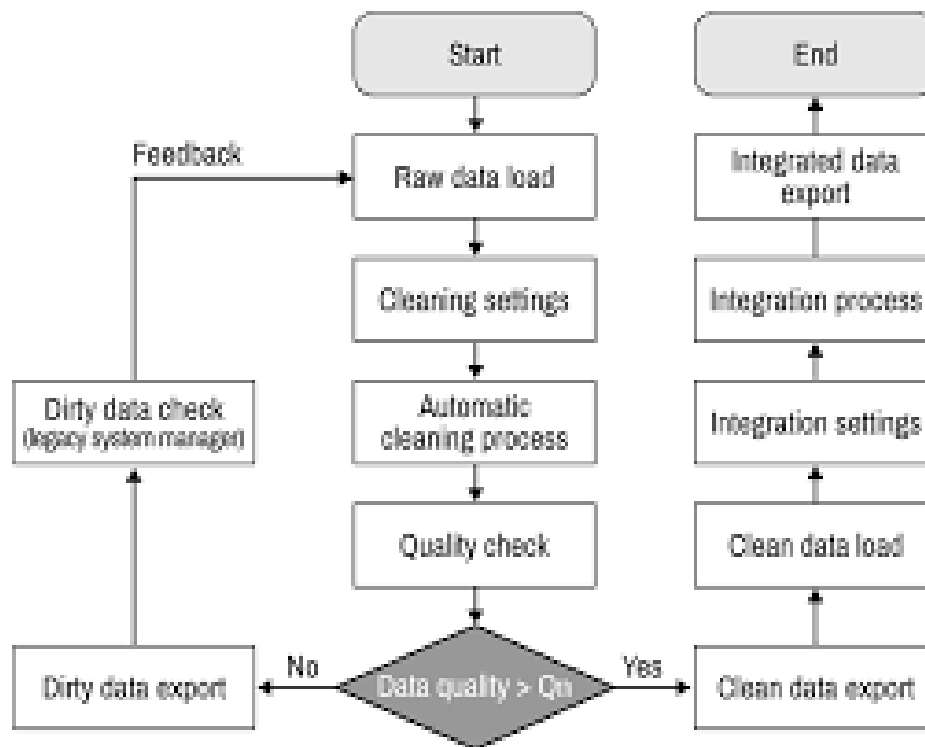 Start
End
Feedback
Raw data load
Integrated data
export
Cleaning settings
Integration process
Dirty data check
(legacy system manager)
Automatic
cleaning process
Integration settings
Quality check
Clean data load
Dirty data export
No
Data quality > Qn
Yes
Clean data export